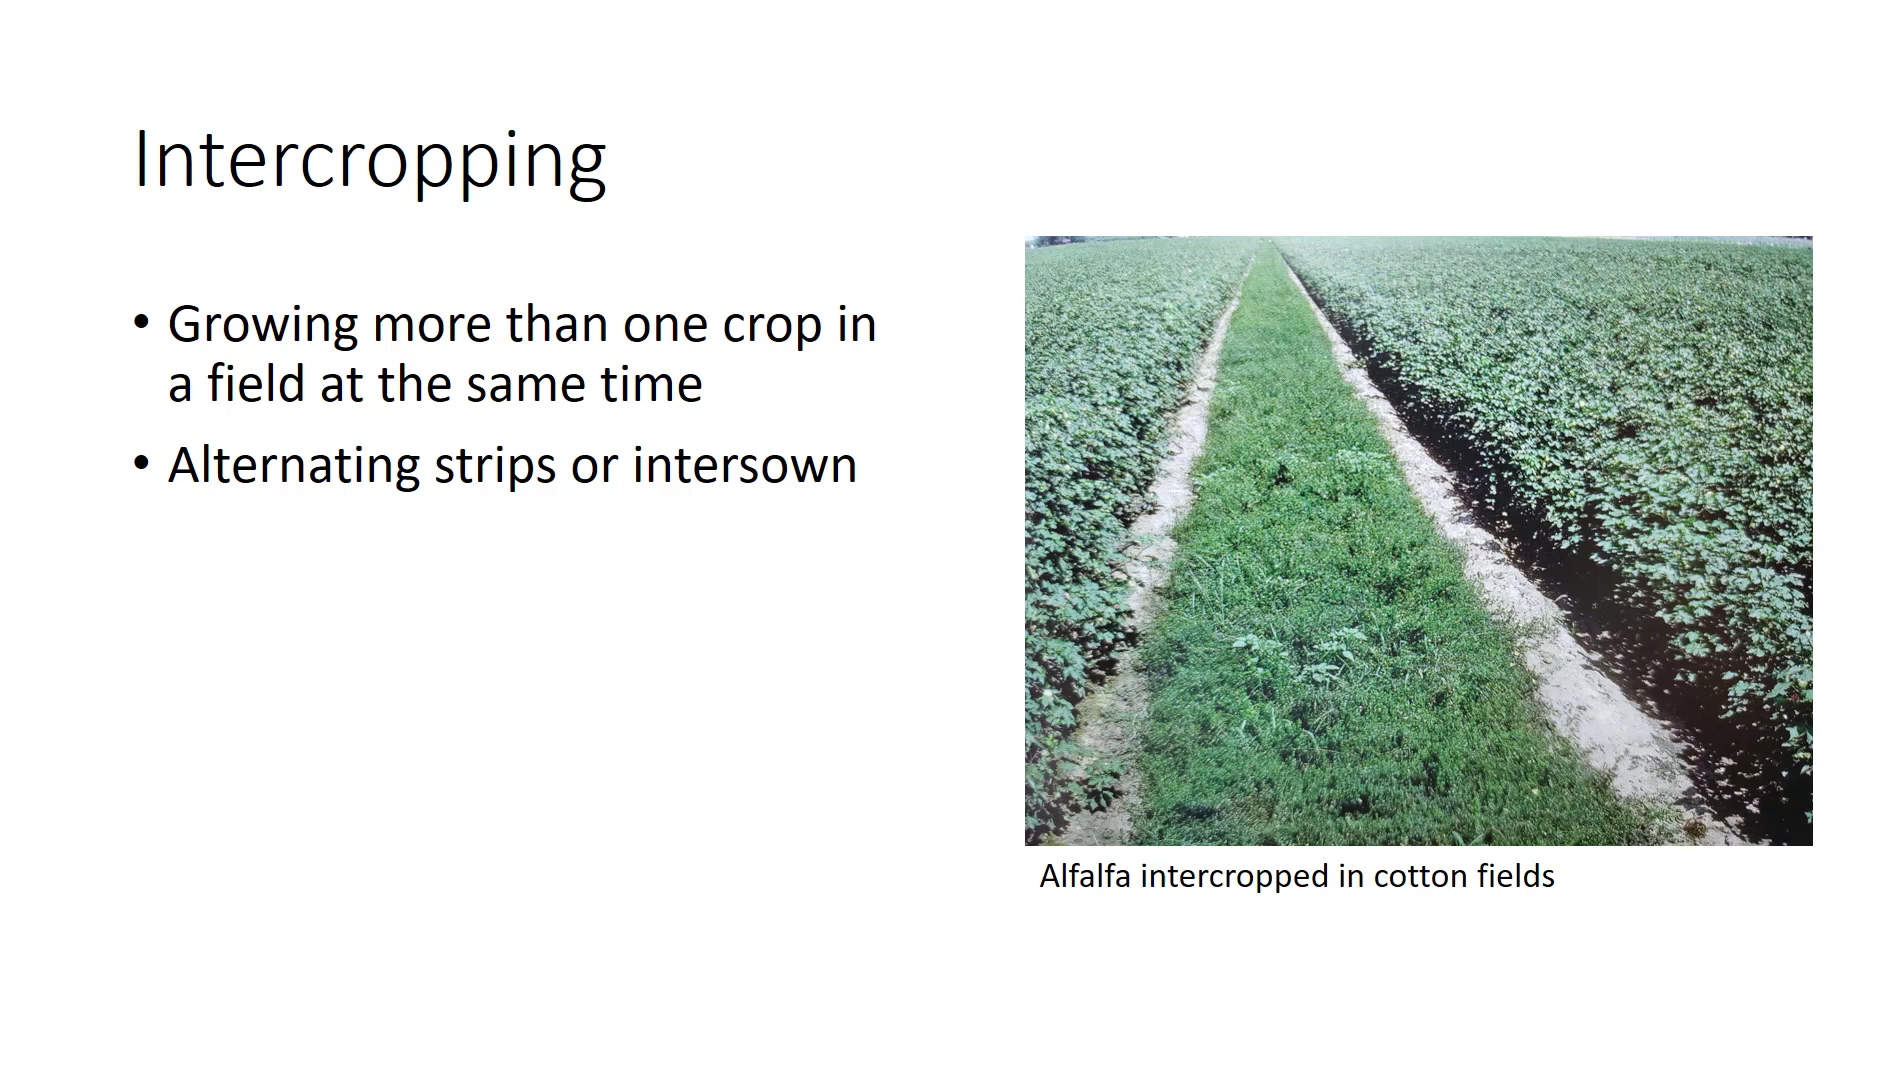 Intercropping
• Growing more than one crop in
a field at the same time
• Alternating strips or intersown
Alfalfa intercropped in cotton fields